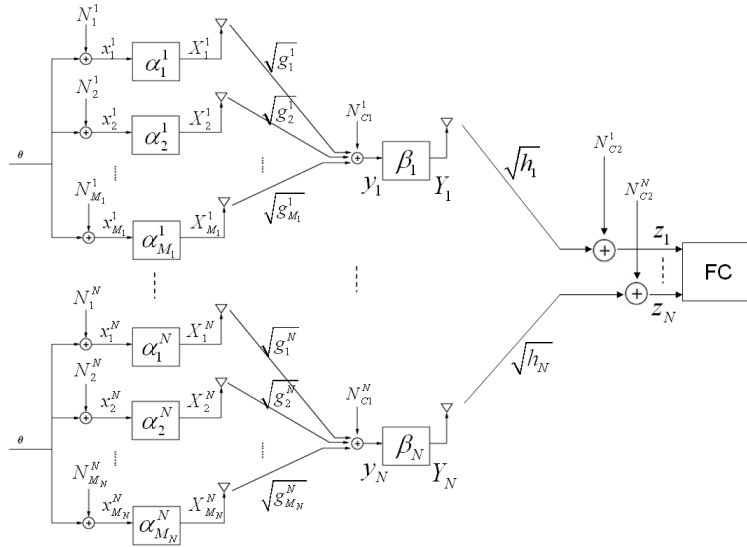 N_1^1
x_1^1 α_1^1 X_1^1 √g_1^1
N_2^1
x_2^1 α_2^1 X_2^1 √g_2^1
N_{C1}^1
θ
y_1 β_1 Y_1
√h_1
N_{M_1}^1
x_{M_1}^1 α_{M_1}^1 X_{M_1}^1 √g_{M_1}^1
N_{C2}^1
N_{C2}^N
z_1
FC
z_N
N_1^N
x_1^N α_1^N X_1^N √g_1^N
N_2^N
x_2^N α_2^N X_2^N √g_2^N
N_{C1}^N
θ
y_N β_N Y_N
√h_N
N_{M_N}^N
x_{M_N}^N α_{M_N}^N X_{M_N}^N √g_{M_N}^N